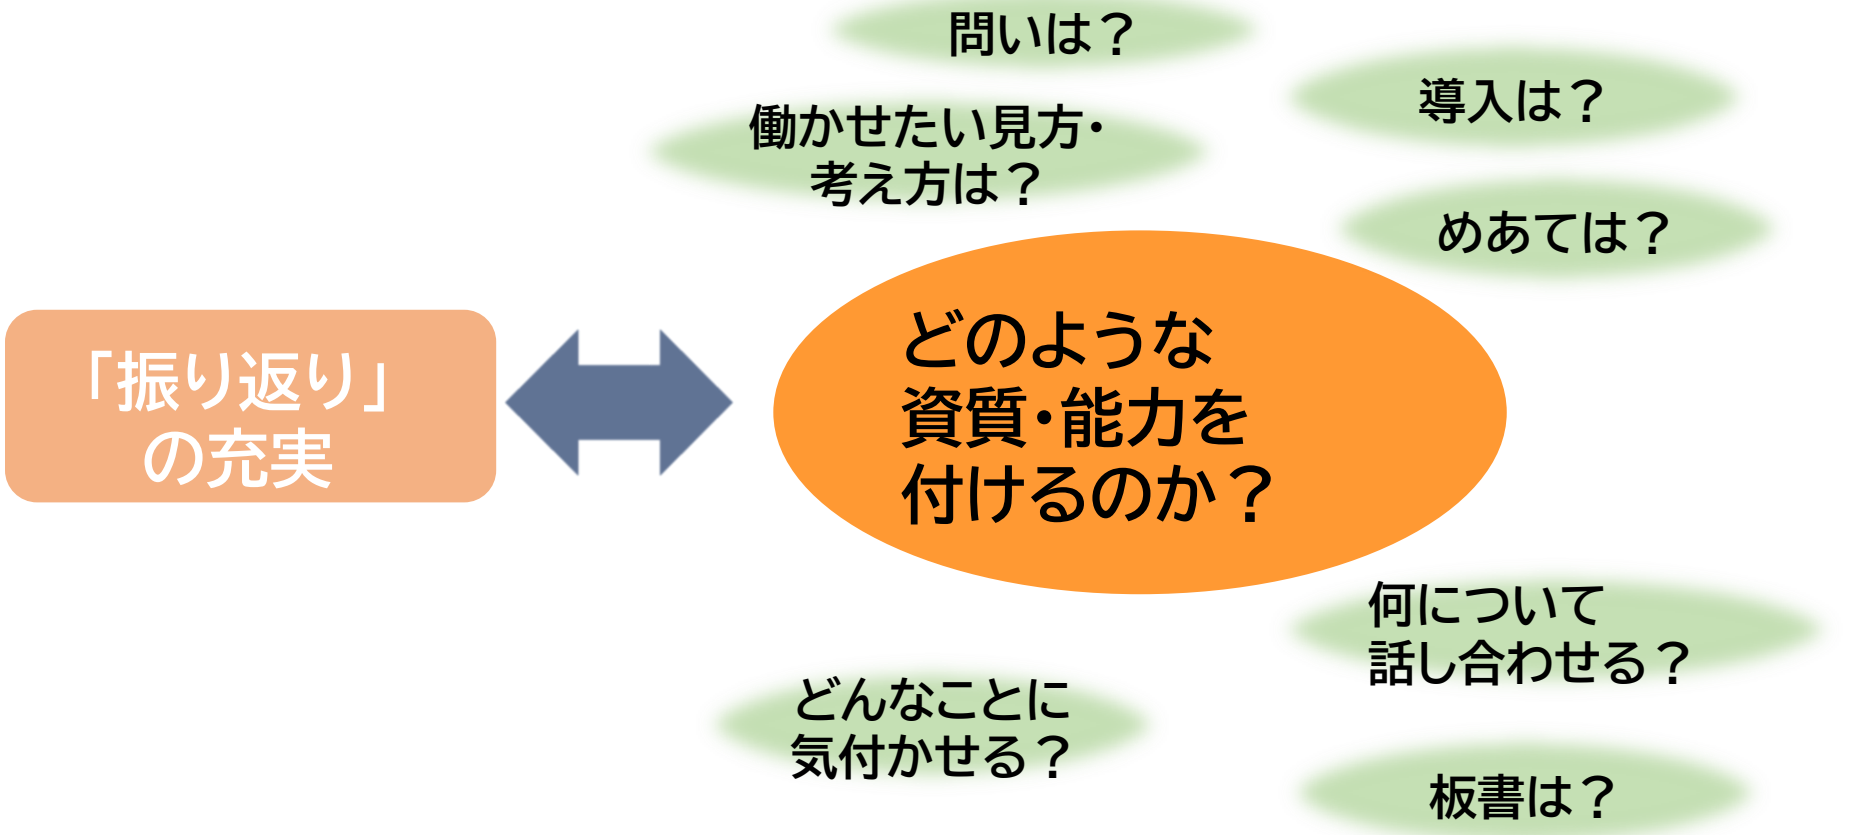 問いは？
導入は？
働かせたい見方・
考え方は？
めあては？
「振り返り」
の充実
どのような
資質・能力を
付けるのか？
何について
話し合わせる？
どんなことに
気付かせる？
板書は？